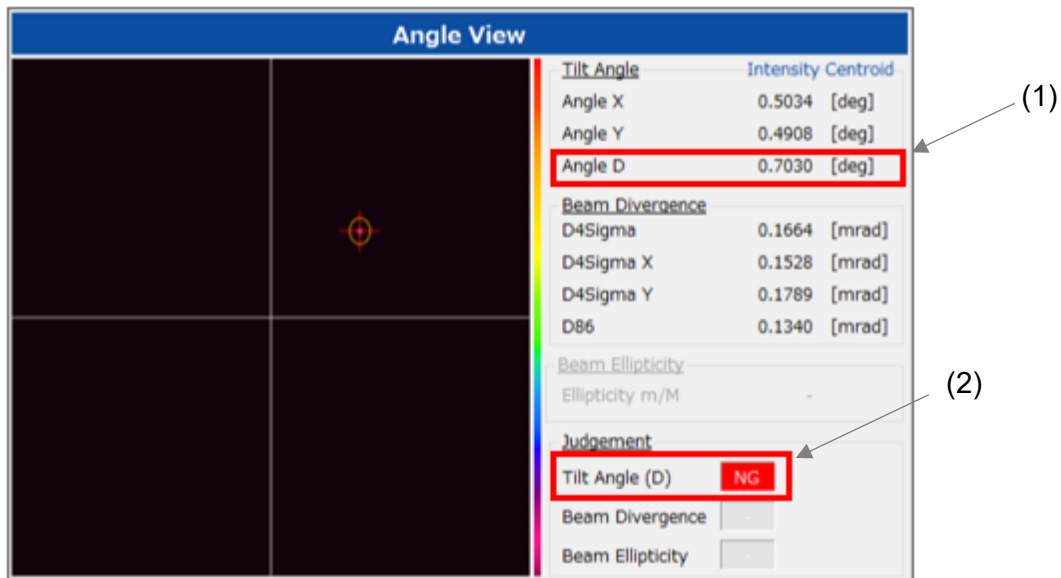 Angle View
Tilt Angle Intensity Centroid
Angle X 0.5034 [deg]
(1)
Angle Y 0.4908 [deg]
Angle D 0.7030 [deg]
Beam Divergence
D4Sigma 0.1664 [mrad]
D4Sigma X 0.1528 [mrad]
D4Sigma Y 0.1789 [mrad]
D86 0.1340 [mrad]
Beam Ellipticity
(2)
Ellipticity m/M -
Judgement
Tilt Angle (D) NG
Beam Divergence -
Beam Ellipticity -